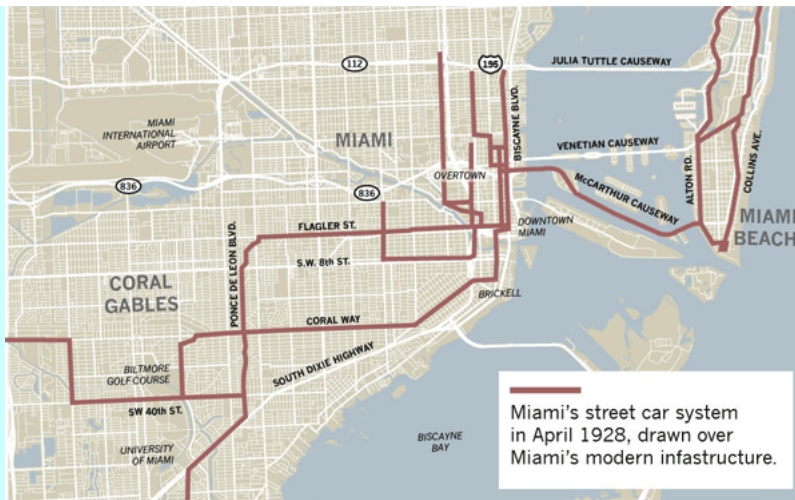 112
195
JULIA TUTTLE CAUSEWAY
MIAMI
INTERNATIONAL
AIRPORT
MIAMI
BISCAYNE BLVD.
VENETIAN CAUSEWAY
ALTON RD.
COLLINS AVE.
836
836
OVERTOWN
McCARTHUR CAUSEWAY
MIAMI
BEACH
PONCE DE LEON BLVD.
FLAGLER ST.
DOWNTOWN
MIAMI
S.W. 8th ST.
CORAL
GABLES
BRICKELL
CORAL WAY
BILTMORE
GOLF COURSE
SOUTH DIXIE HIGHWAY
SW 40th ST.
UNIVERSITY
OF MIAMI
BISCAYNE
BAY
Miami's street car system
in April 1928, drawn over
Miami's modern infastructure.